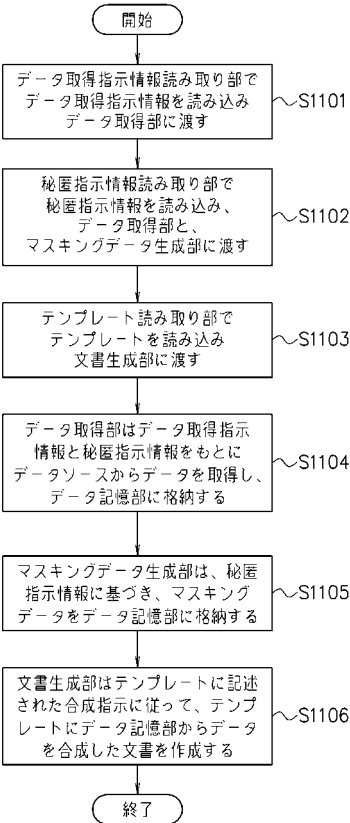 開始
データ取得指示情報読み取り部で
データ取得指示情報を読み込み
データ取得部に渡す
S1101
秘匿指示情報読み取り部で
秘匿指示情報を読み込み、
データ取得部と、
マスキングデータ生成部に渡す
S1102
テンプレート読み取り部で
テンプレートを読み込み
文書生成部に渡す
S1103
データ取得部はデータ取得指示
情報と秘匿指示情報をもとに
データソースからデータを取得し、
データ記憶部に格納する
S1104
マスキングデータ生成部は、秘匿
指示情報に基づき、マスキング
データをデータ記憶部に格納する
S1105
文書生成部はテンプレートに記述
された合成指示に従って、テンプ
レートにデータ記憶部からデータ
を合成した文書を作成する
S1106
終了